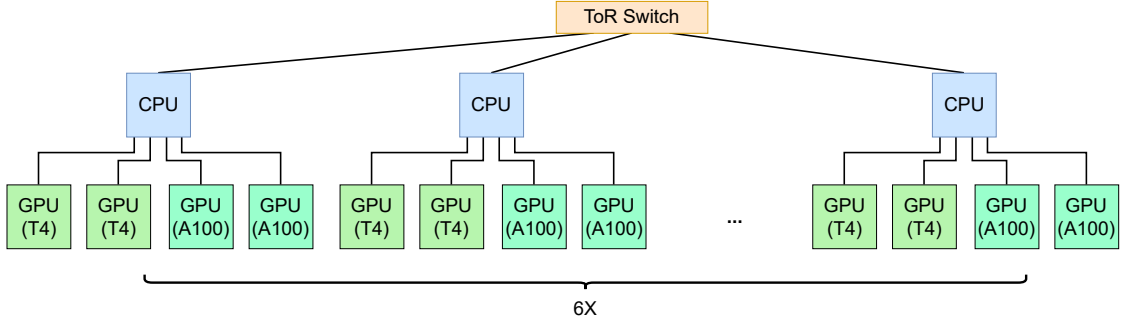 ToR Switch
CPU
CPU
CPU
GPU
(T4)
GPU
(T4)
GPU
(A100)
GPU
(A100)
GPU
(T4)
GPU
(T4)
GPU
(A100)
GPU
(A100)
...
GPU
(T4)
GPU
(T4)
GPU
(A100)
GPU
(A100)
6X